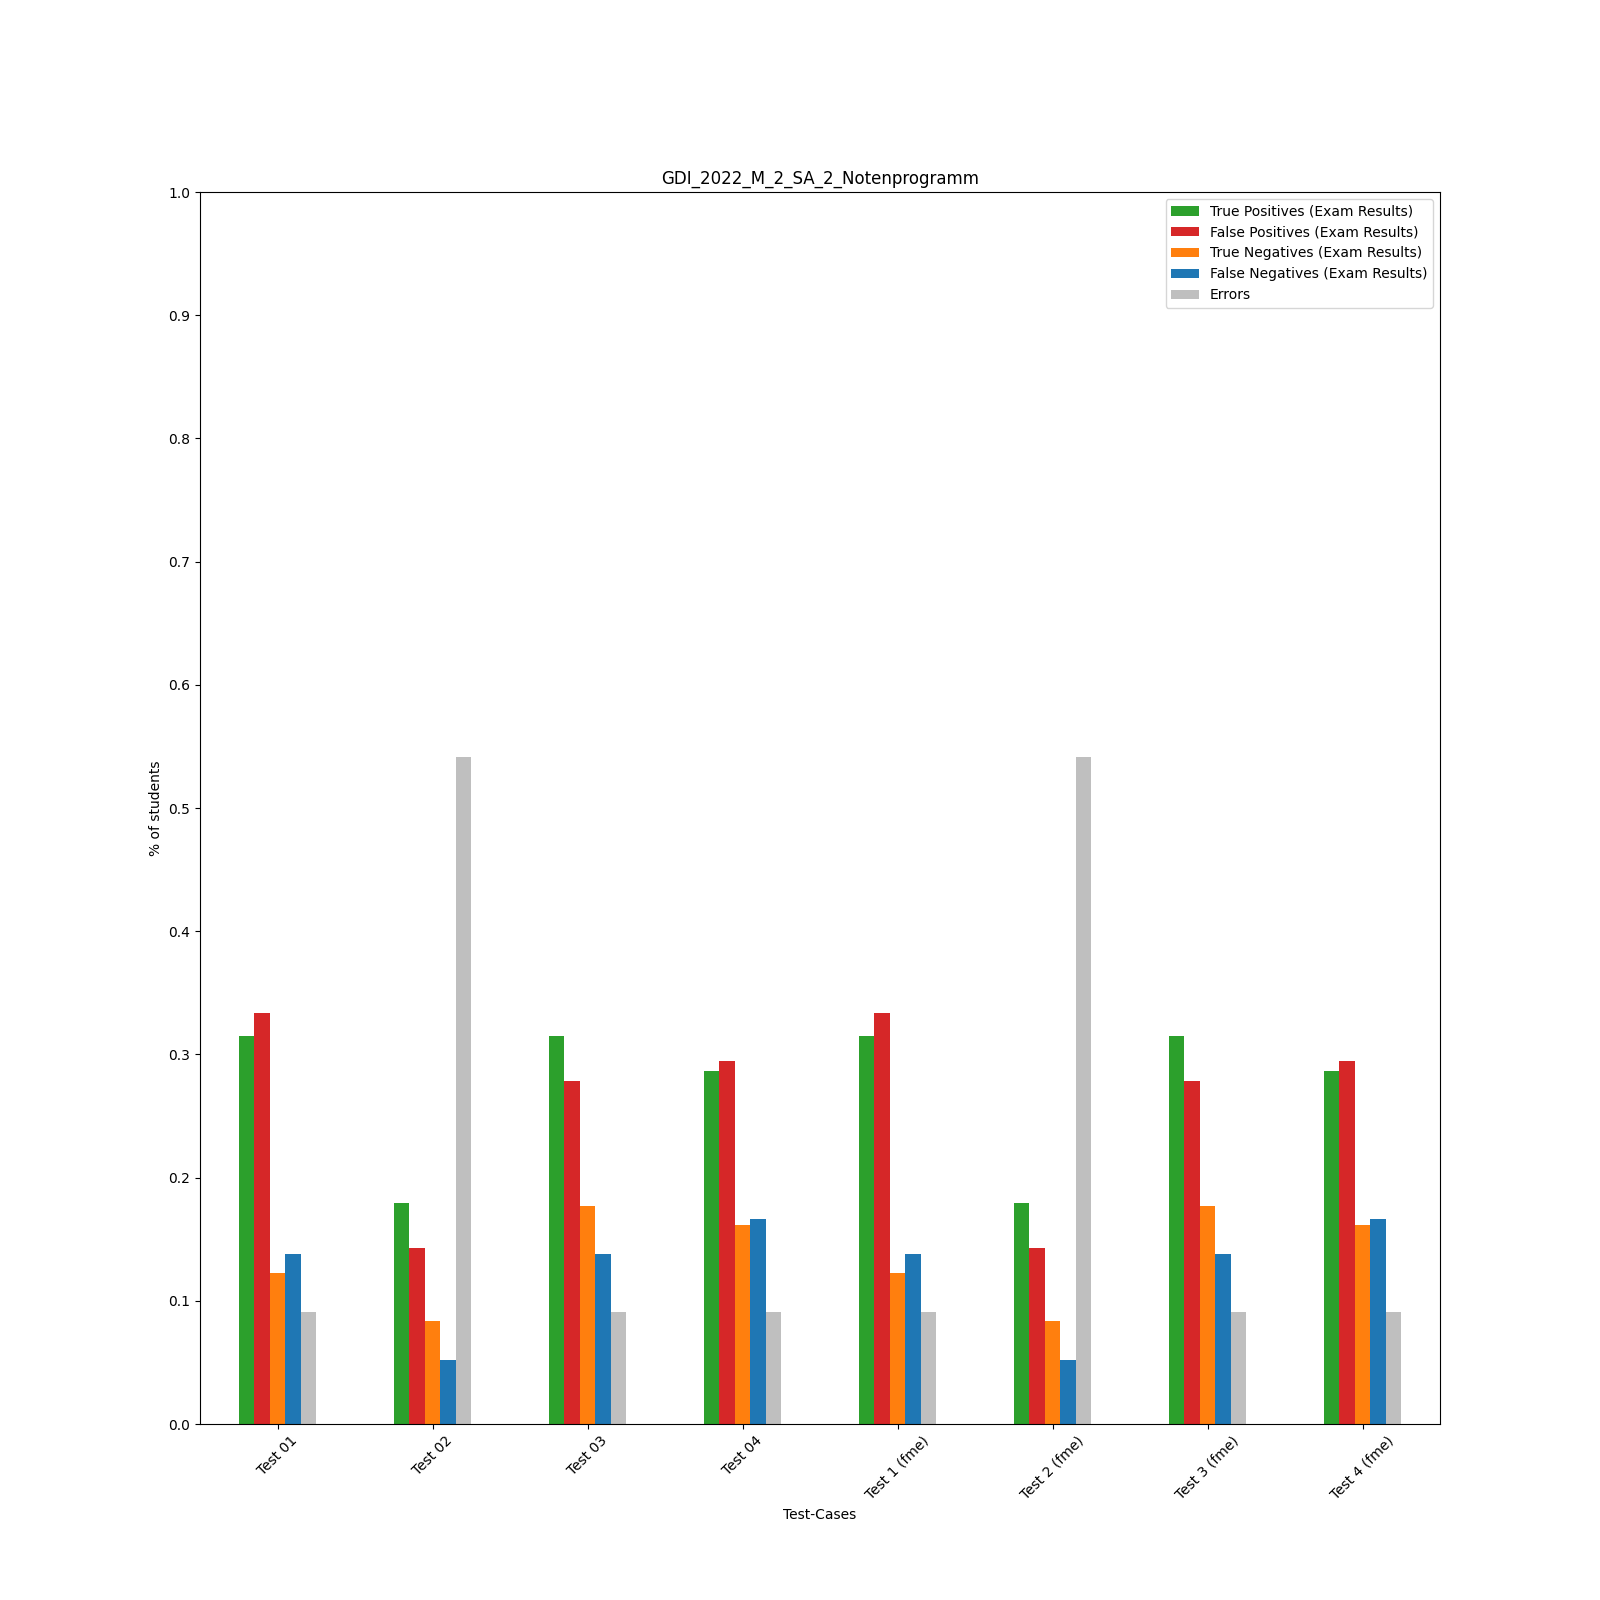 GDI_2022_M_2_SA_2_Notenprogramm
1.0
0.9
0.8
0.7
0.6
0.5
0.4
0.3
0.2
0.1
0.0
% of students
True Positives (Exam Results)
False Positives (Exam Results)
True Negatives (Exam Results)
False Negatives (Exam Results)
Errors
Test 01
Test 02
Test 03
Test 04
Test 1 (fme)
Test 2 (fme)
Test 3 (fme)
Test 4 (fme)
Test-Cases